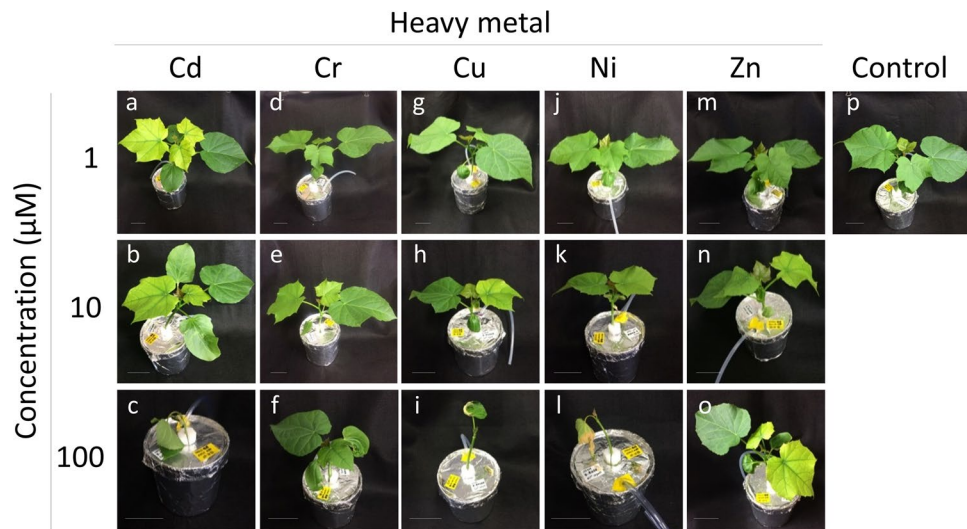 Heavy metal
Cd Cr Cu Ni Zn Control
Concentration (µM)
1
a d g j m p
10
b e h k n
100
c f i l o